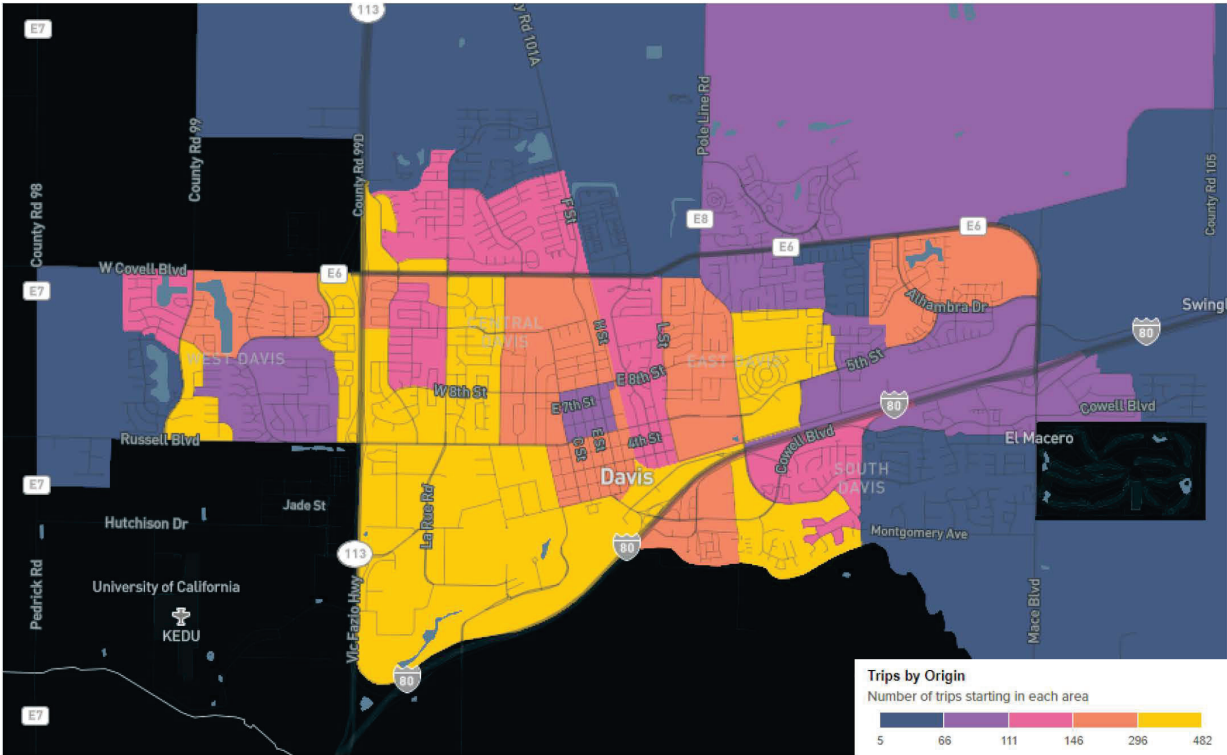 E7
113
y Rd 101A
County Rd 99
County Rd 99D
Pole Line Rd
County Rd 98
County Rd 105
F St
E8
E6
E6
W Covell Blvd
E6
E7
Alhambra Dr
Swingl
80
CENTRAL
DAVIS
H St
L St
WEST DAVIS
EAST DAVIS
5th St
E 8th St
W 8th St
E 7th St
80
Cowell Blvd
Russell Blvd
E St
C St
4th St
Cowell Blvd
El Macero
Davis
SOUTH
DAVIS
E7
Jade St
La Rue Rd
Hutchison Dr
Montgomery Ave
113
80
University of California
KEDU
Pedrick Rd
Vic Fazio Hwy
Mace Blvd
80
E7
Trips by Origin
Number of trips starting in each area
5 66 111 146 296 482